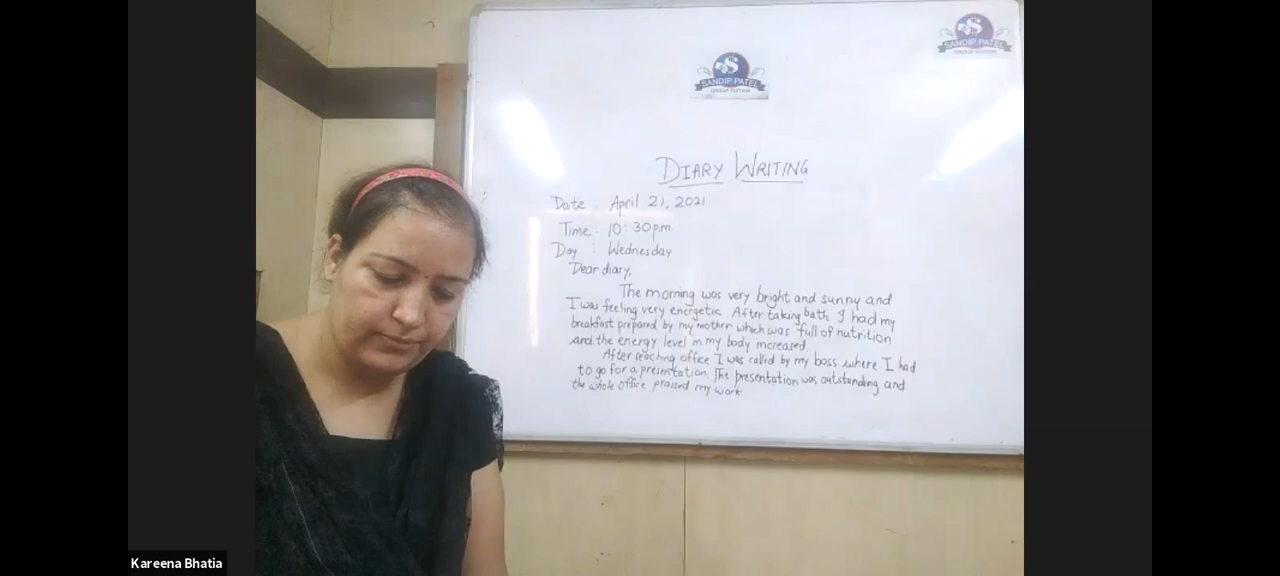 SANDIP PATEL
GROUP TUITION
SANDIP PATEL
GROUP TUITION
DIARY WRITING
Date : April 21, 2021
Time : 10:30pm
Day : Wednesday
Dear diary,
The morning was very bright and sunny and
I was feeling very energetic. After taking bath I had my
breakfast prepared by my mother which was full of nutrition
and the energy level in my body increased.
After reaching office I was called by my boss where I had
to go for a presentation. The presentation was outstanding and
the whole office praised my work
Kareena Bhatia